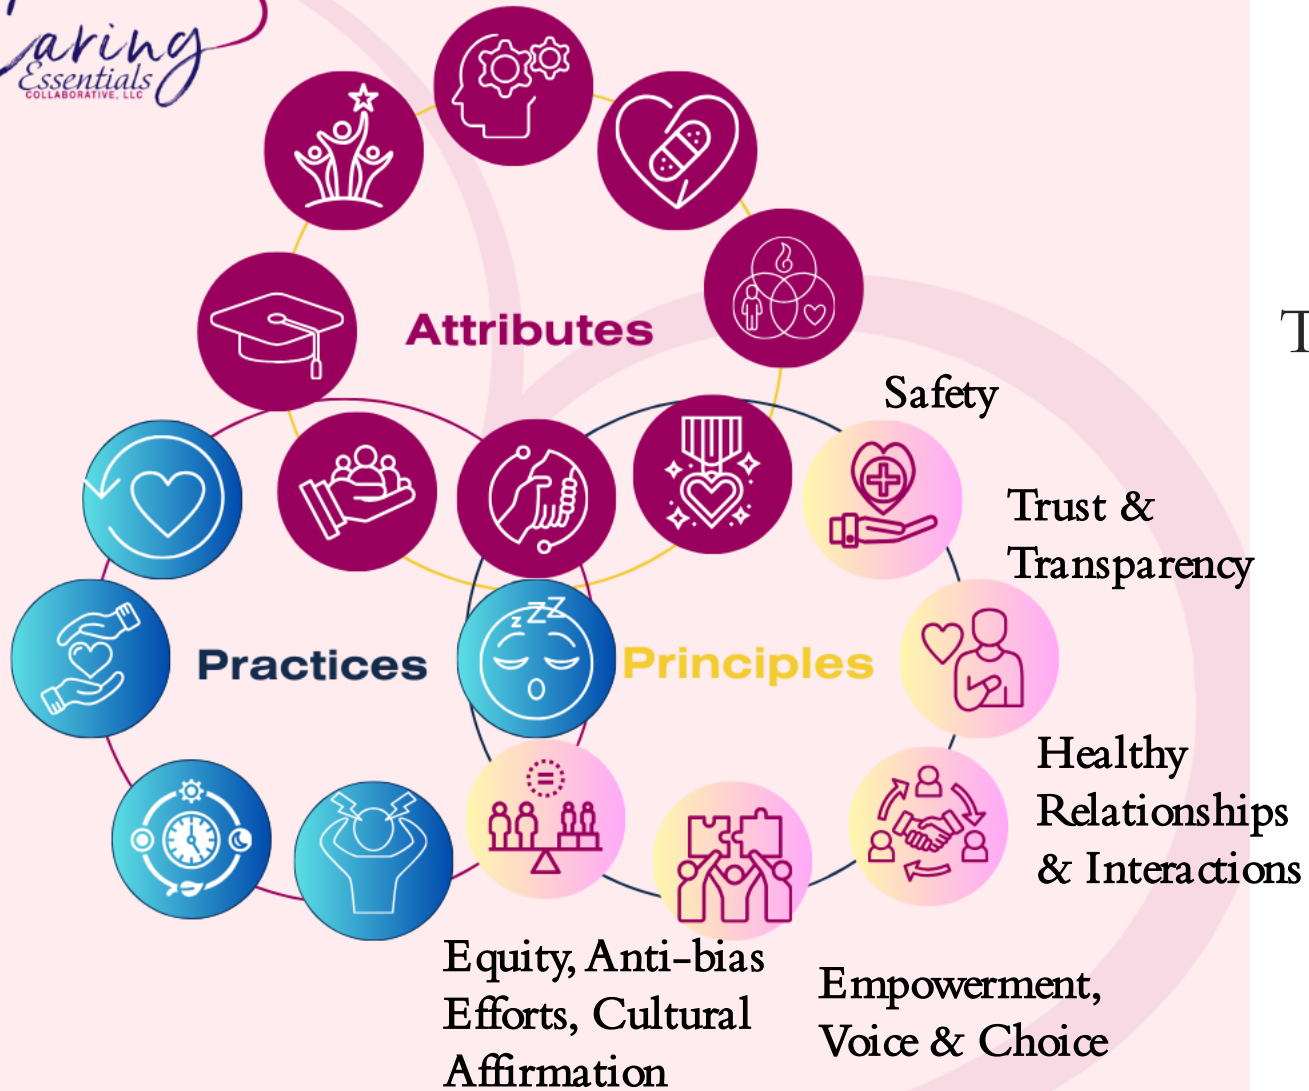 Caring
Essentials
COLLABORATIVE, LLC
Attributes
T
Safety
Trust &
Transparency
z Z Z
Practices
Principles
Healthy
Relationships
& Interactions
=
Equity, Anti-bias
Efforts, Cultural
Affirmation
Empowerment,
Voice & Choice